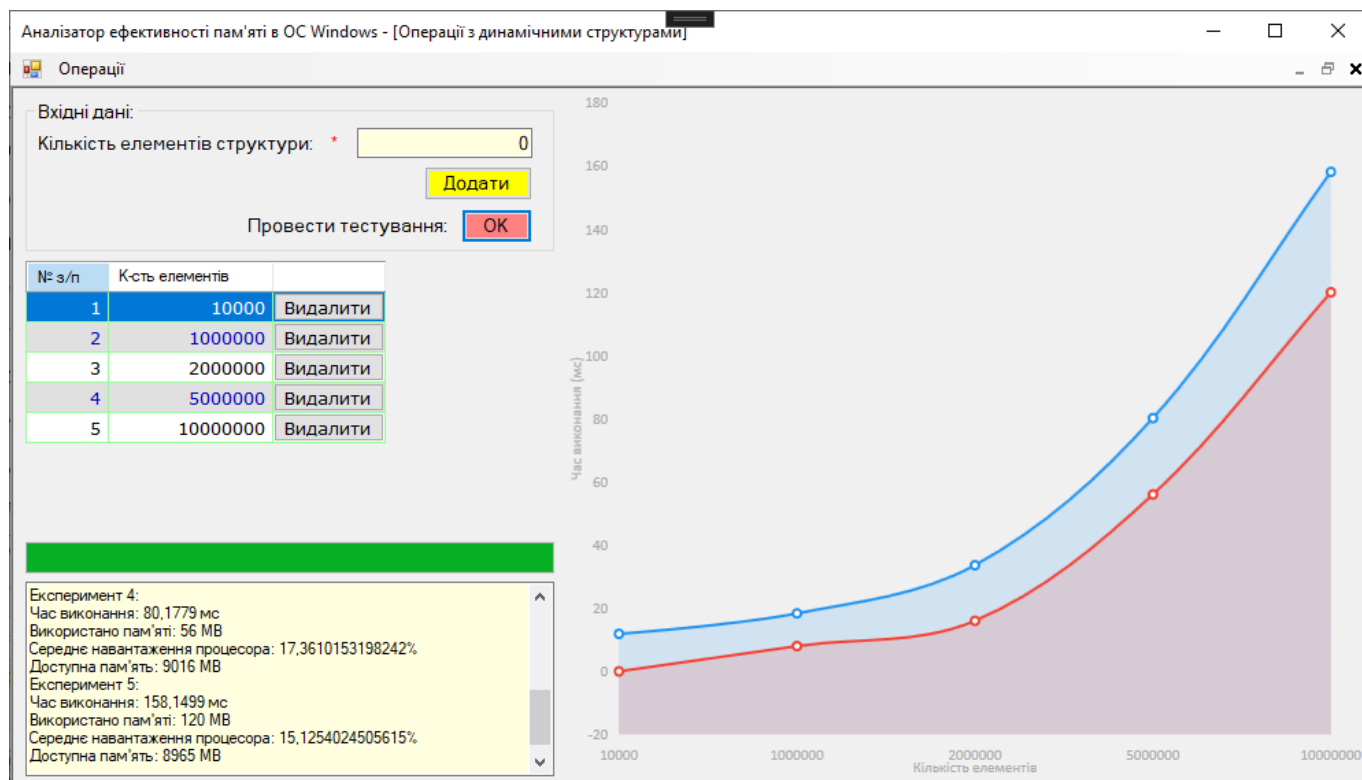 Аналізатор ефективності пам'яті в ОС Windows - [Операції з динамічними структурами]
Операції
Вхідні дані:
Кількість елементів структури: * 0
Додати
Провести тестування: OK
№ з/п К-сть елементів
1 10000 Видалити
2 1000000 Видалити
3 2000000 Видалити
4 5000000 Видалити
5 10000000 Видалити
Експеримент 4:
Час виконання: 80,1779 мс
Використано пам'яті: 56 MB
Середнє навантаження процесора: 17,3610153198242%
Доступна пам'ять: 9016 MB
Експеримент 5:
Час виконання: 158,1499 мс
Використано пам'яті: 120 MB
Середнє навантаження процесора: 15,1254024505615%
Доступна пам'ять: 8965 MB
180
160
140
120
100
80
60
40
20
0
-20
Час виконання (мс)
10000 1000000 2000000 5000000 10000000
Кількість елементів